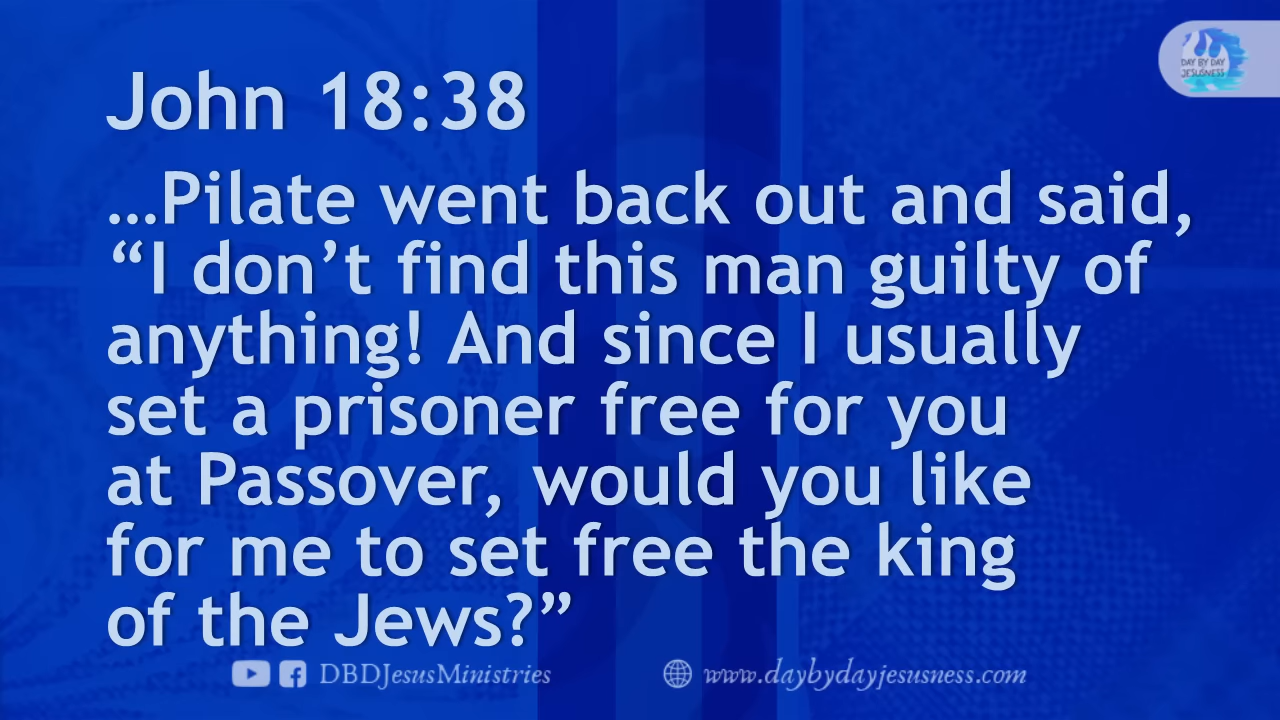 DAY BY DAY
JESUSNESS
John 18:38
…Pilate went back out and said,
“I don’t find this man guilty of
anything! And since I usually
set a prisoner free for you
at Passover, would you like
for me to set free the king
of the Jews?”
DBDJesusMinistries
www.daybydayjesusness.com